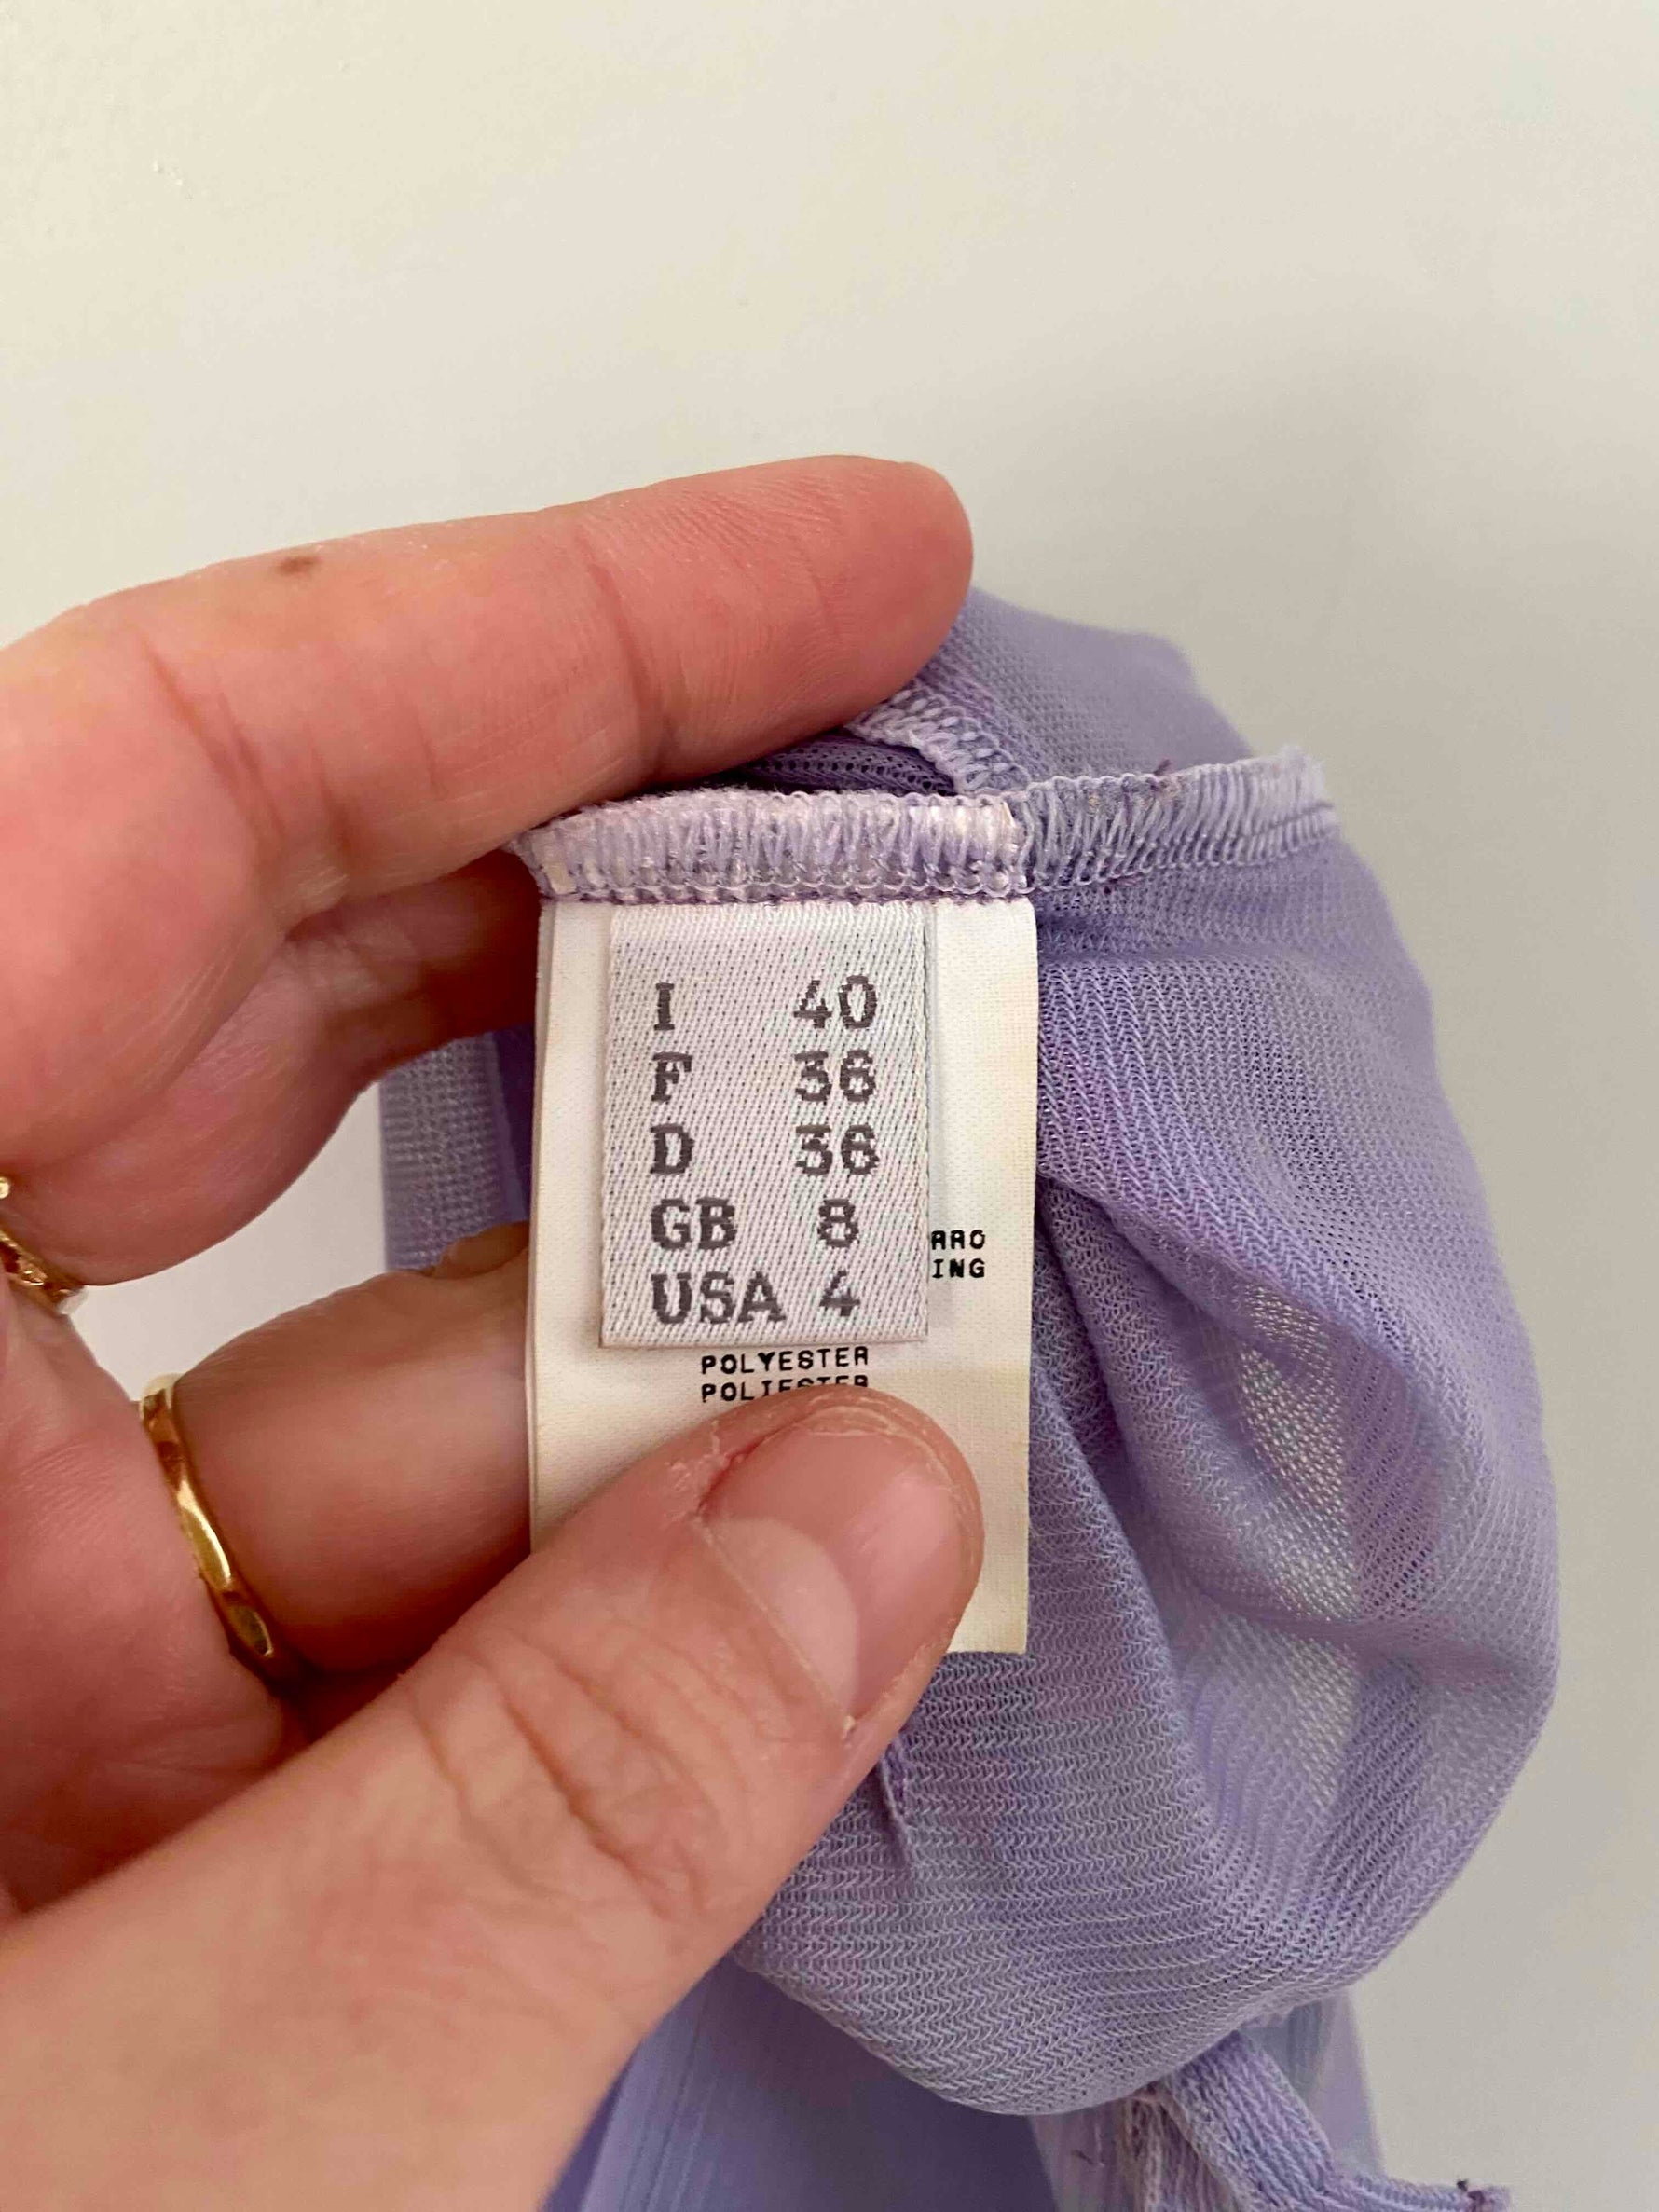 I 40
F 36
D 36
GB 8
USA 4
POLYESTER
POLIESTER